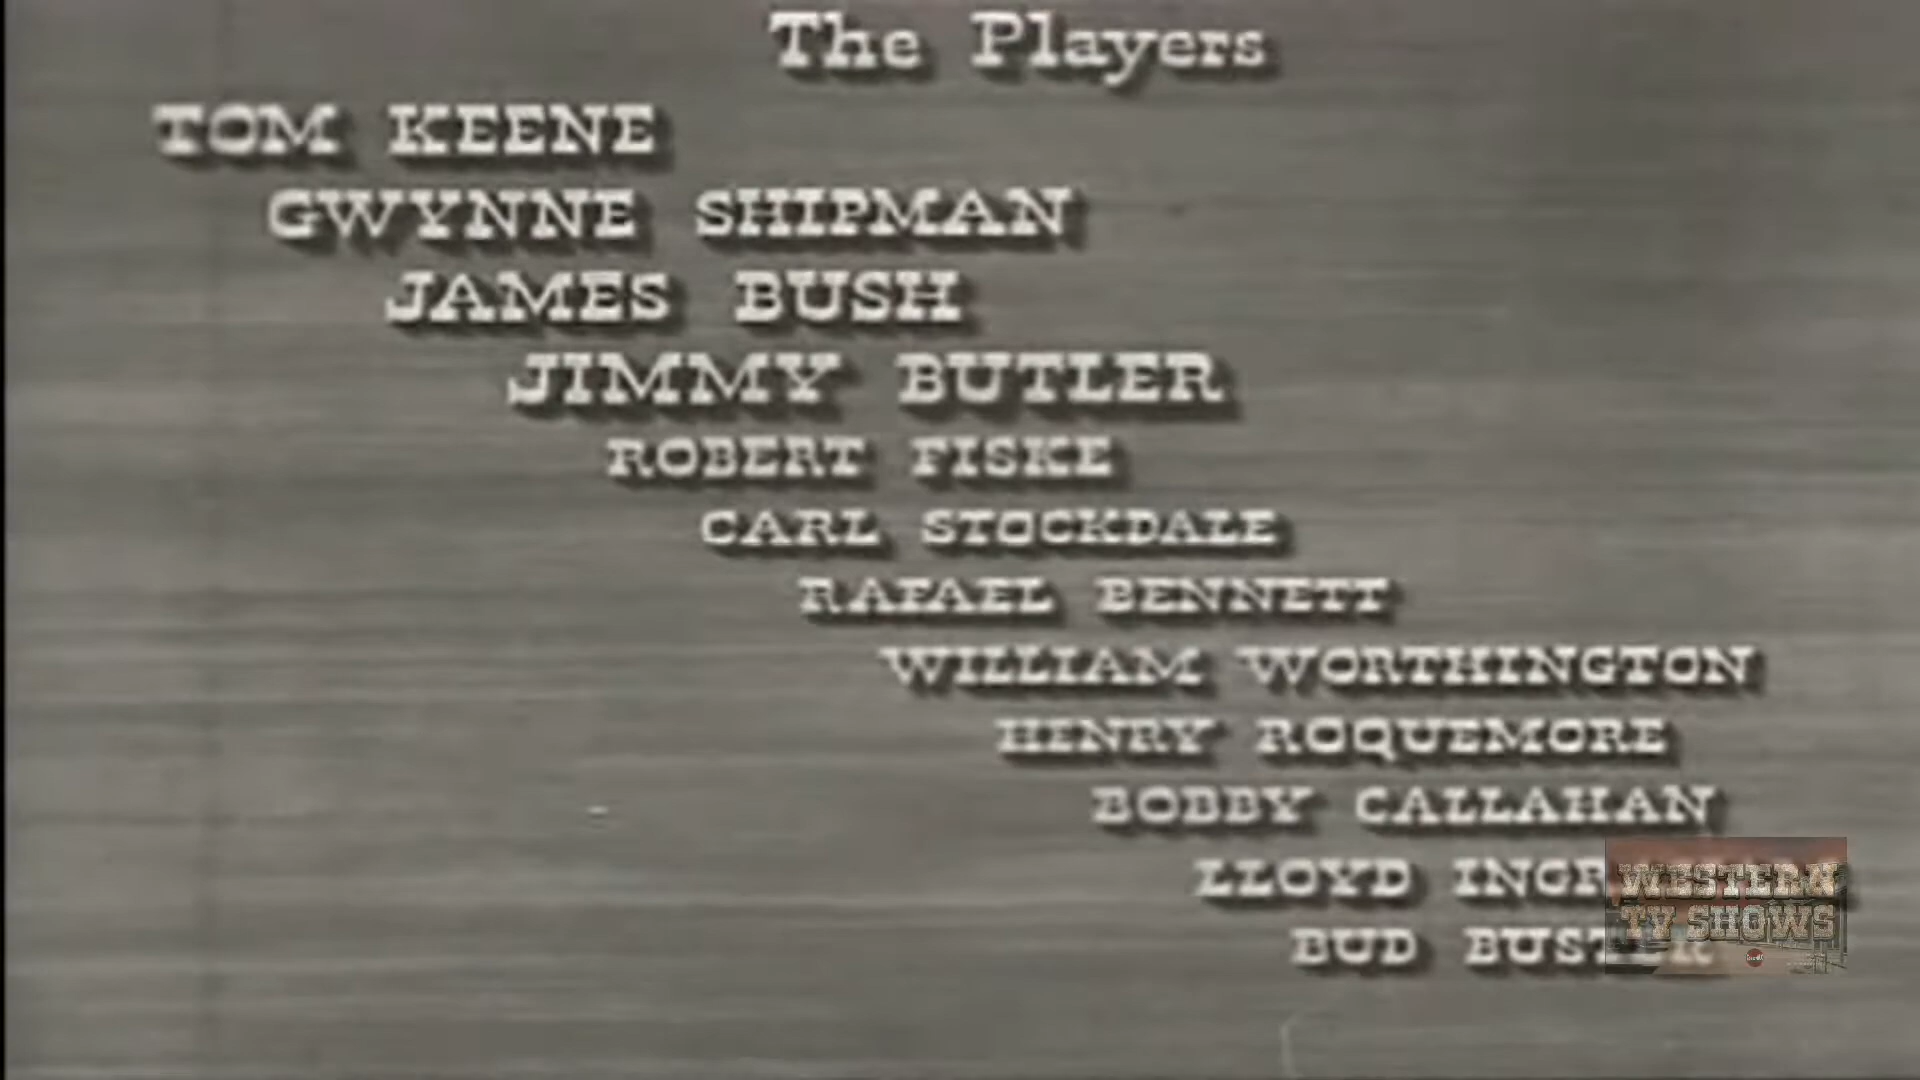 The Players
TOM KEENE
GWYNNE SHIPMAN
JAMES BUSH
JIMMY BUTLER
ROBERT FISKE
CARL STOCKDALE
RAFAEL BENNETT
WILLIAM WORTHINGTON
HENRY ROQUEMORE
BOBBY CALLAHAN
LLOYD
BUD BUSTER
WESTERN
TV SHOWS